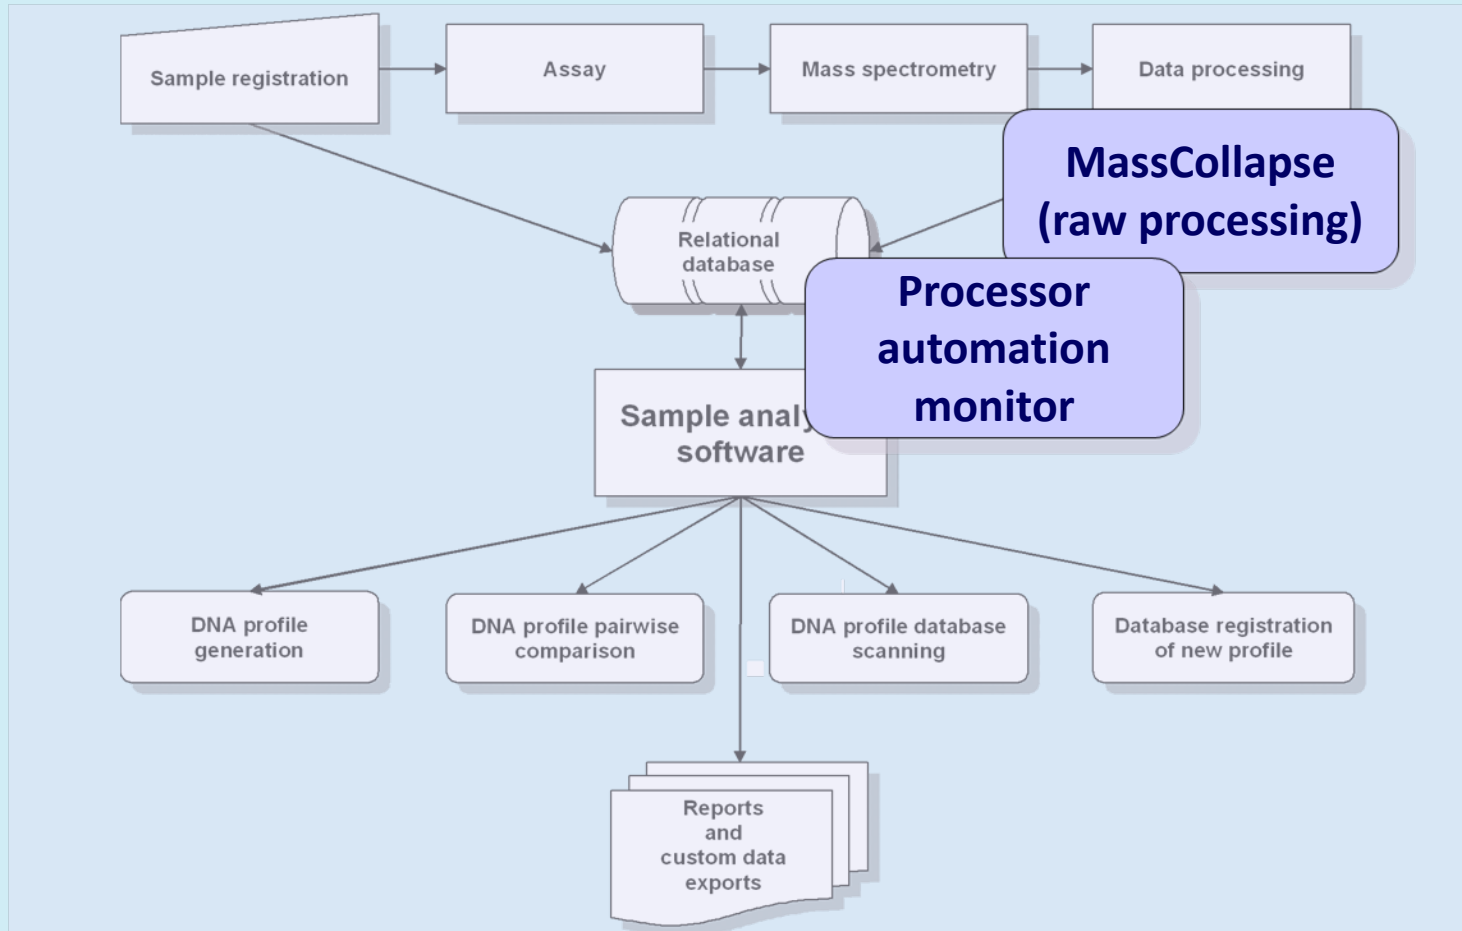 Sample registration
Assay
Mass spectrometry
Data processing
MassCollapse
(raw processing)
Relational
database
Processor
automation
monitor
Sample analy
software
DNA profile
generation
DNA profile pairwise
comparison
DNA profile database
scanning
Database registration
of new profile
Reports
and
custom data
exports